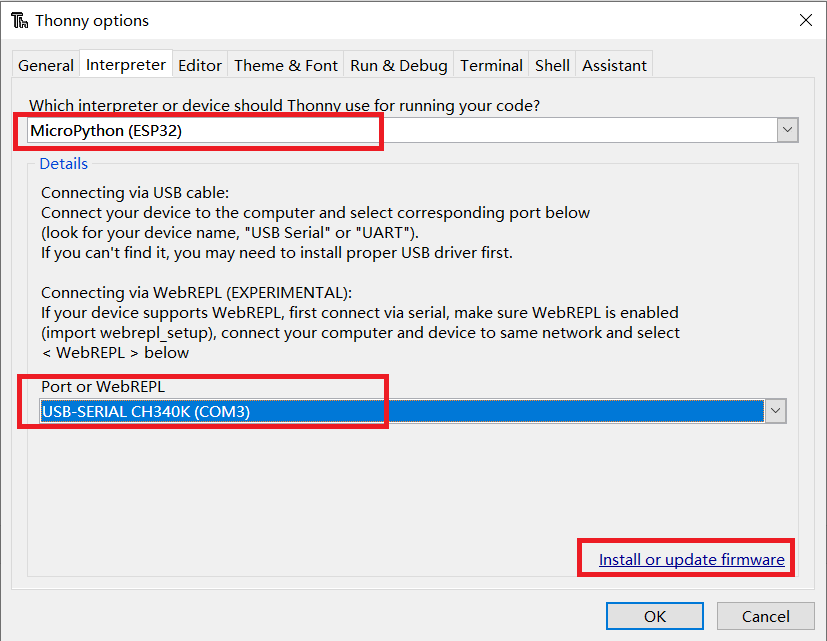 Thonny options
General Interpreter Editor Theme & Font Run & Debug Terminal Shell Assistant
Which interpreter or device should Thonny use for running your code?
MicroPython (ESP32)
Details
Connecting via USB cable:
Connect your device to the computer and select corresponding port below
(look for your device name, "USB Serial" or "UART").
If you can't find it, you may need to install proper USB driver first.
Connecting via WebREPL (EXPERIMENTAL):
If your device supports WebREPL, first connect via serial, make sure WebREPL is enabled
(import webrepl_setup), connect your computer and device to same network and select
< WebREPL > below
Port or WebREPL
USB-SERIAL CH340K (COM3)
Install or update firmware
OK Cancel